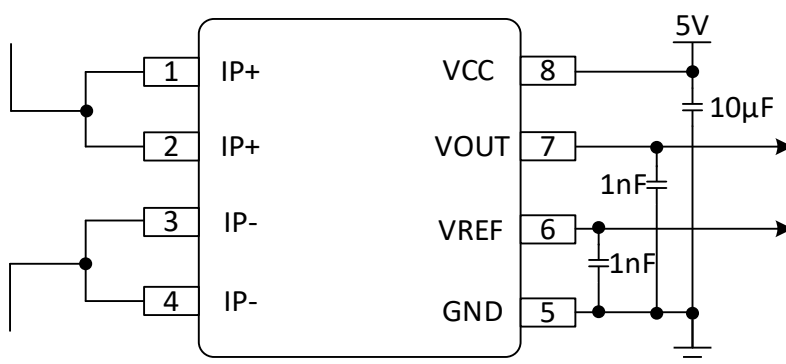 5V
1 IP+ VCC 8
10μF
2 IP+ VOUT 7
1nF
3 IP- VREF 6
1nF
4 IP- GND 5